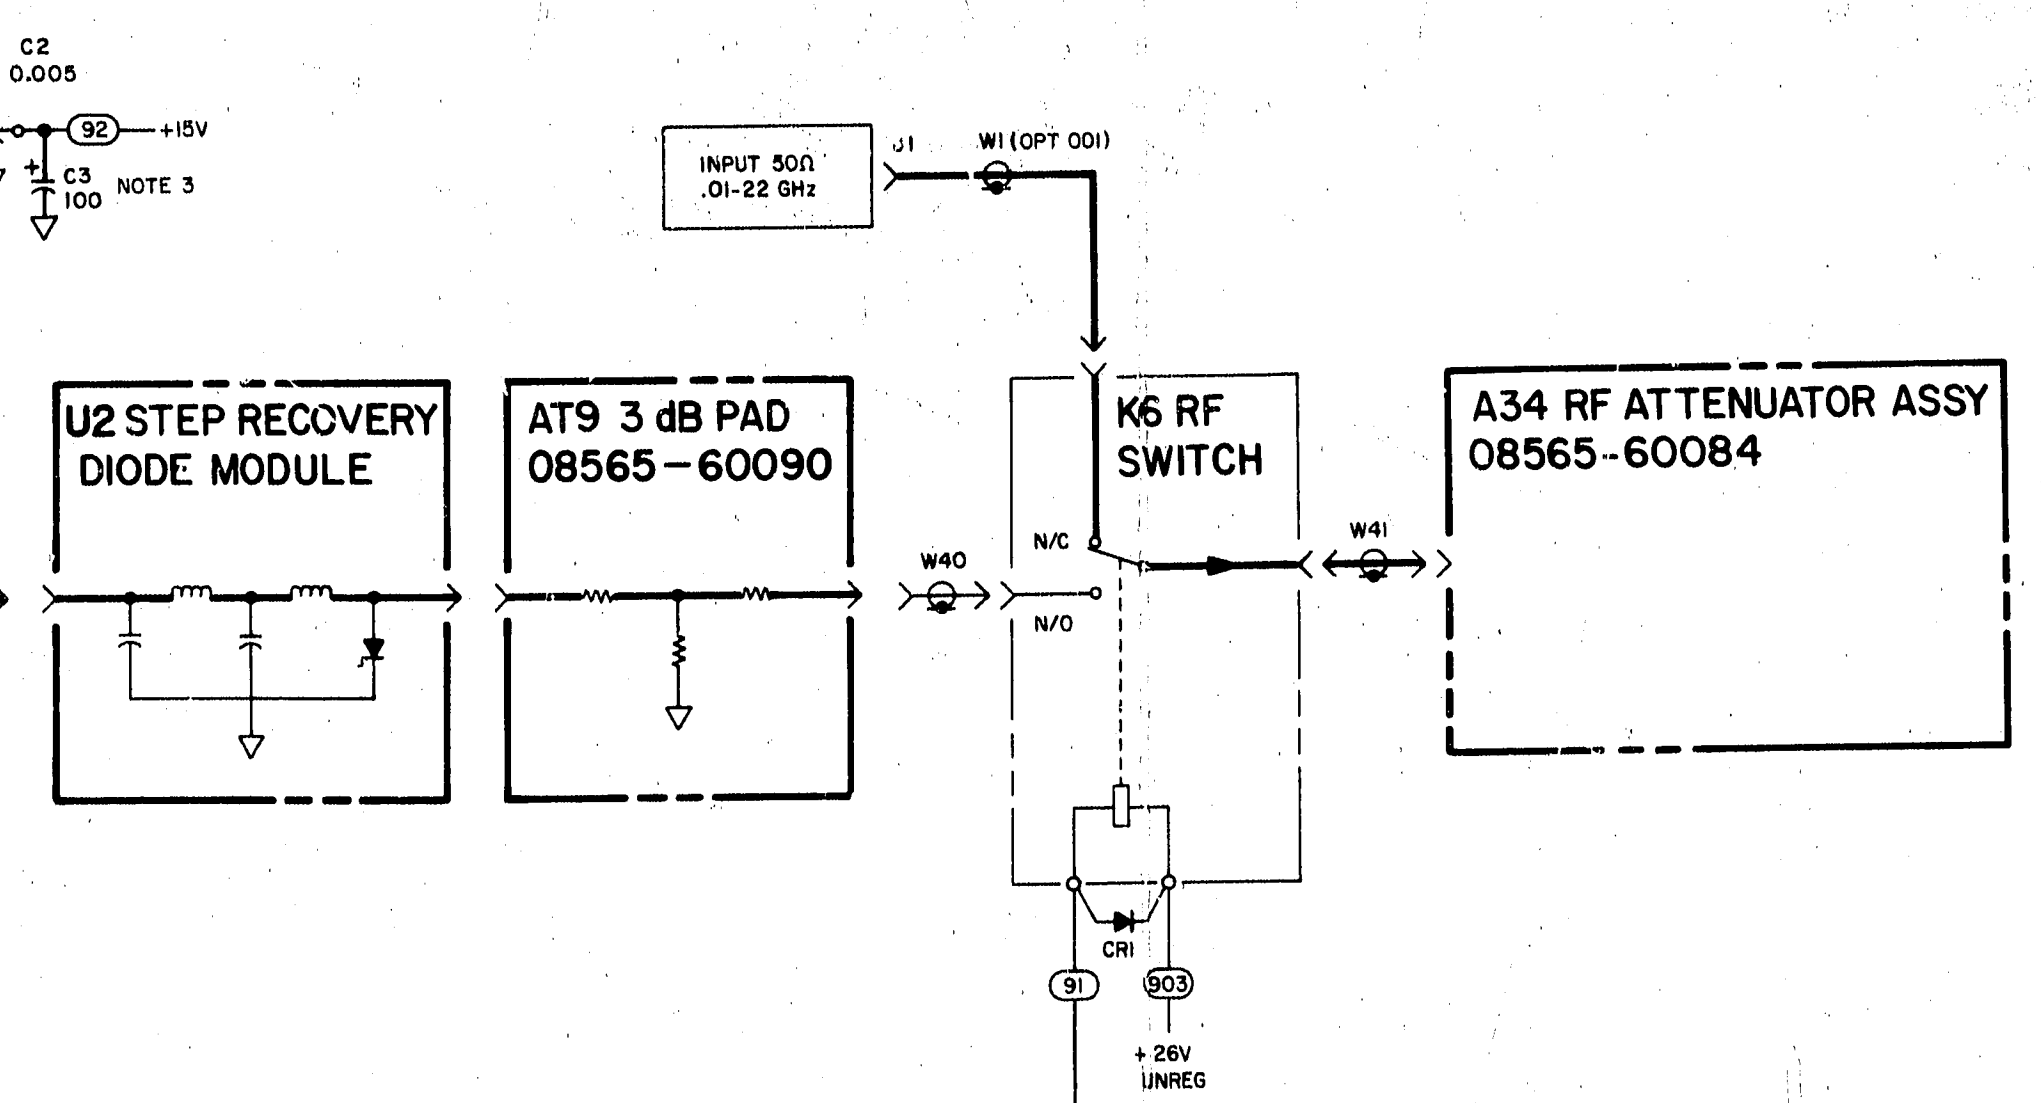 C2
0.005
92
+15V
+
C3
100
NOTE 3
INPUT 50Ω
.01-22 GHz
W1 (OPT 001)
U2 STEP RECOVERY
DIODE MODULE
AT9 3 dB PAD
08565-60090
W40
K6 RF
SWITCH
N/C
N/O
W41
A34 RF ATTENUATOR ASSY
08565-60084
CR1
91
903
+26V
UNREG